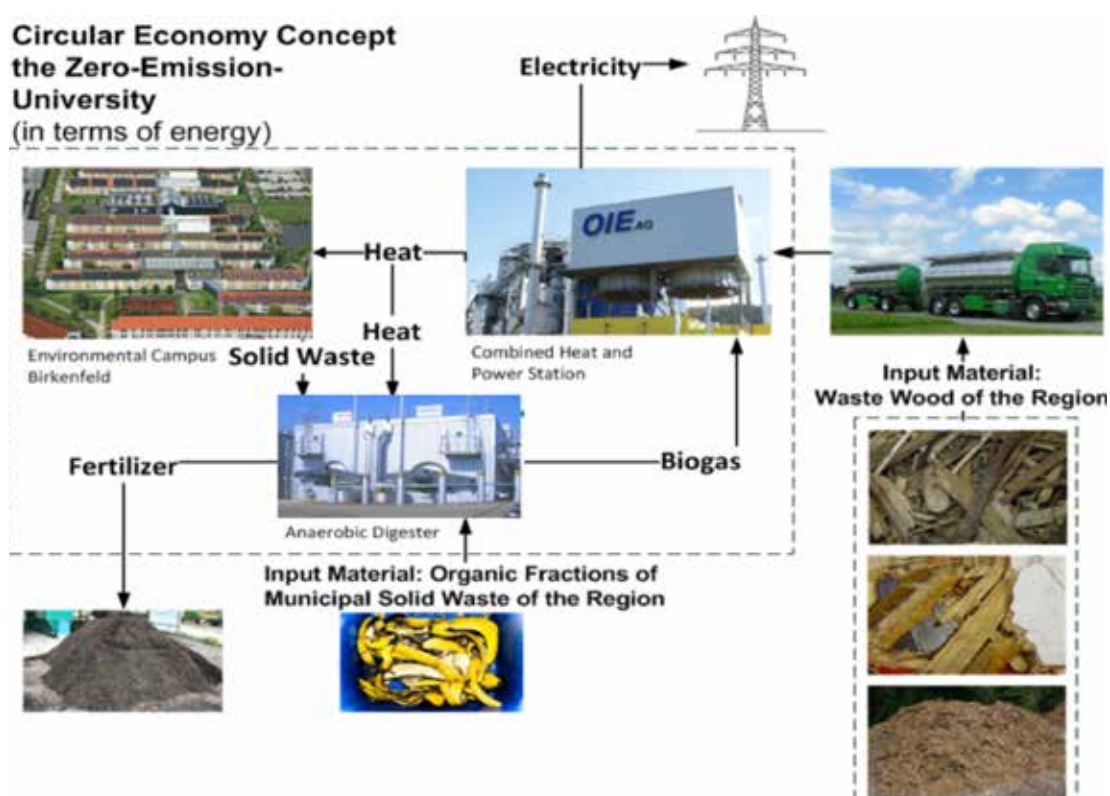 Circular Economy Concept
the Zero-Emission-
University
(in terms of energy)
Electricity
OIE AG
Heat
Heat
Environmental Campus
Birkenfeld
Solid Waste
Combined Heat and
Power Station
Input Material:
Waste Wood of the Region
Fertilizer
Biogas
Anaerobic Digester
Input Material: Organic Fractions of
Municipal Solid Waste of the Region